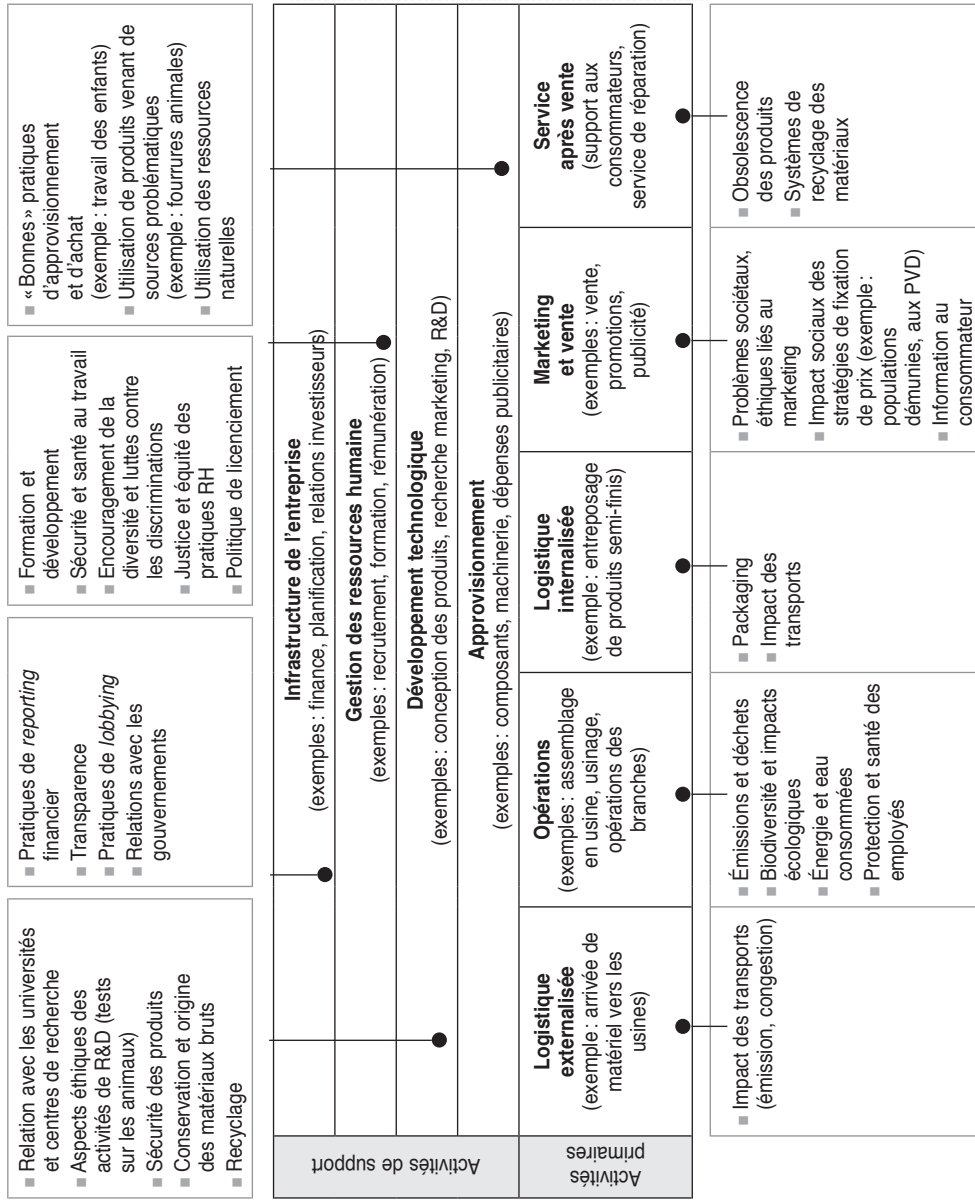 ■ Relation avec les universités
et centres de recherche
■ Aspects éthiques des
activités de R&D (tests
sur les animaux)
■ Sécurité des produits
■ Conservation et origine
des matériaux bruts
■ Recyclage
■ Pratiques de reporting
financier
■ Transparence
■ Pratiques de lobbying
■ Relations avec les
gouvernements
■ Formation et
développement
■ Sécurité et santé au travail
■ Encouragement de la
diversité et luttes contre
les discriminations
■ Justice et équité des
pratiques RH
■ Politique de licenciement
■ « Bonnes » pratiques
d'approvisionnement
et d'achat
(exemple : travail des enfants)
■ Utilisation de produits venant de
sources problématiques
(exemple : fourrures animales)
■ Utilisation des ressources
naturelles
Activités de support
Infrastructure de l'entreprise
(exemples : finance, planification, relations investisseurs)
Gestion des ressources humaine
(exemples : recrutement, formation, rémunération)
Développement technologique
(exemples : conception des produits, recherche marketing, R&D)
Approvisionnement
(exemples : composants, machinerie, dépenses publicitaires)
Activités
primaires
Logistique
externalisée
(exemple : arrivée de
matériel vers les
usines)
Opérations
(exemples : assemblage
en usine, usinage,
opérations des
branches)
Logistique
internalisée
(exemple : entreposage
de produits semi-finis)
Marketing
et vente
(exemples : vente,
promotions,
publicité)
Service
après vente
(support aux
consommateurs,
service de réparation)
■ Impact des transports
(émission, congestion)
■ Émissions et déchets
■ Biodiversité et impacts
écologiques
■ Énergie et eau
consommées
■ Protection et santé des
employés
■ Packaging
■ Impact des
transports
■ Problèmes sociétaux,
éthiques liés au
marketing
■ Impact sociaux des
stratégies de fixation
de prix (exemple :
populations
démunies, aux PVD)
■ Information au
consommateur
■ Obsolescence
des produits
■ Systèmes de
recyclage des
matériaux